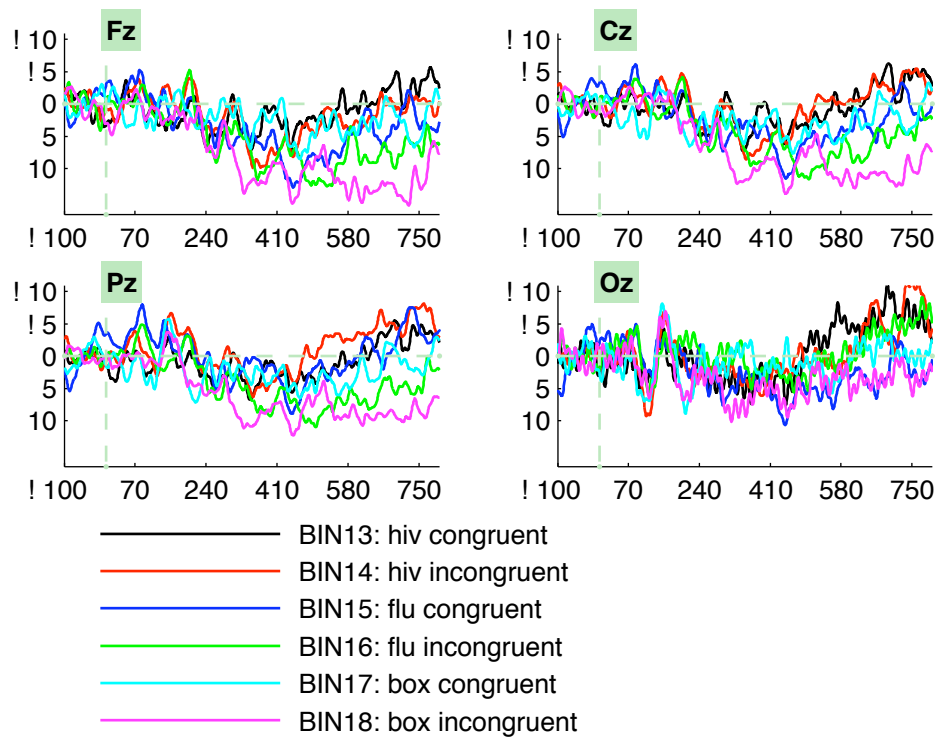 Fz
! 10
! 5
0
5
10
! 100 70 240 410 580 750
Cz
! 10
! 5
0
5
10
! 100 70 240 410 580 750
Pz
! 10
! 5
0
5
10
! 100 70 240 410 580 750
Oz
! 10
! 5
0
5
10
! 100 70 240 410 580 750
BIN13: hiv congruent
BIN14: hiv incongruent
BIN15: flu congruent
BIN16: flu incongruent
BIN17: box congruent
BIN18: box incongruent